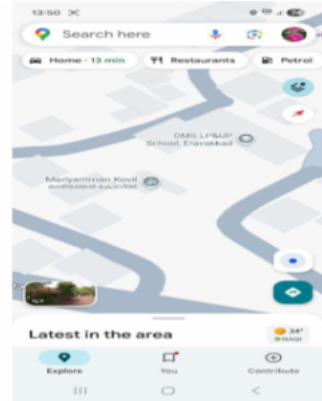 13:50
Search here
Home · 13 min
Restaurants
Petrol
DMS LP&UP
School, Eravakkad
Mariyamman Kovil
Latest in the area
34°
NAQI
Explore
You
Contribute